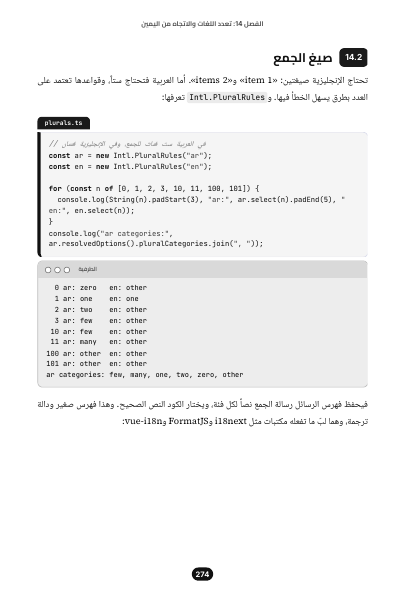 الفصل 14: تعدد اللغات والاتجاه من اليمين
14.2 صيغ الجمع
تحتاج الإنجليزية صيغتين: «item 1» و«items 2». أما العربية فتحتاج ستاً، وقواعدها تعتمد على
العدد بطرق يسهل الخطأ فيها. وIntl.PluralRules تعرفها:
plurals.ts
// في العربية ست فئات للجمع، وفي الإنجليزية فئتان
const ar = new Intl.PluralRules("ar");
const en = new Intl.PluralRules("en");
for (const n of [0, 1, 2, 3, 10, 11, 100, 101]) {
  console.log(String(n).padStart(3), "ar:", ar.select(n).padEnd(5), "
en:", en.select(n));
}
console.log("ar categories:",
ar.resolvedOptions().pluralCategories.join(", "));
الطرفية
  0 ar: zero   en: other
  1 ar: one    en: one
  2 ar: two    en: other
  3 ar: few    en: other
 10 ar: few    en: other
 11 ar: many   en: other
100 ar: other  en: other
101 ar: other  en: other
ar categories: few, many, one, two, zero, other
فيحفظ فهرس الرسائل رسالة الجمع نصاً لكل فئة، ويختار الكود النص الصحيح. وهذا فهرس صغير ودالة
ترجمة، وهما لبّ ما تفعله مكتبات مثل i18next وFormatJS وvue-i18n:
274